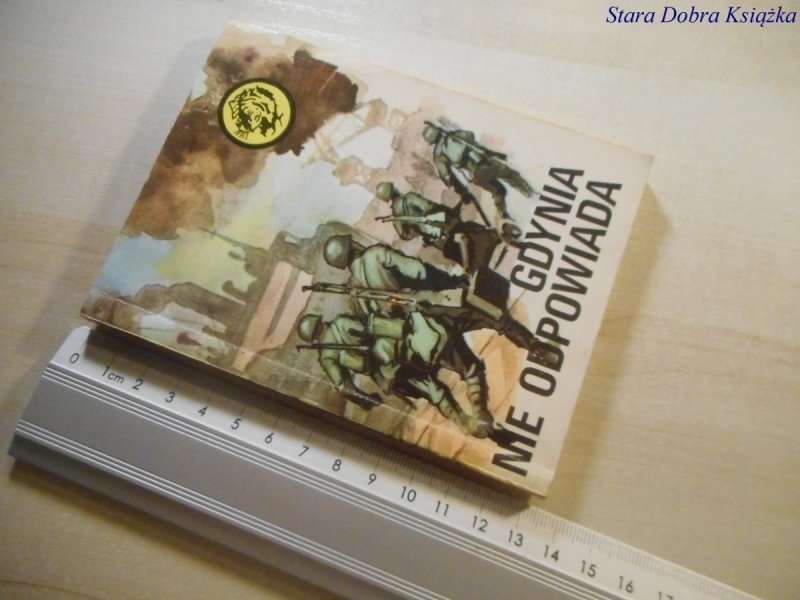 Stara Dobra Książka
GDYNIA
NIE ODPOWIADA
0 1cm 2 3 4 5 6 7 8 9 10 11 12 13 14 15 16 17